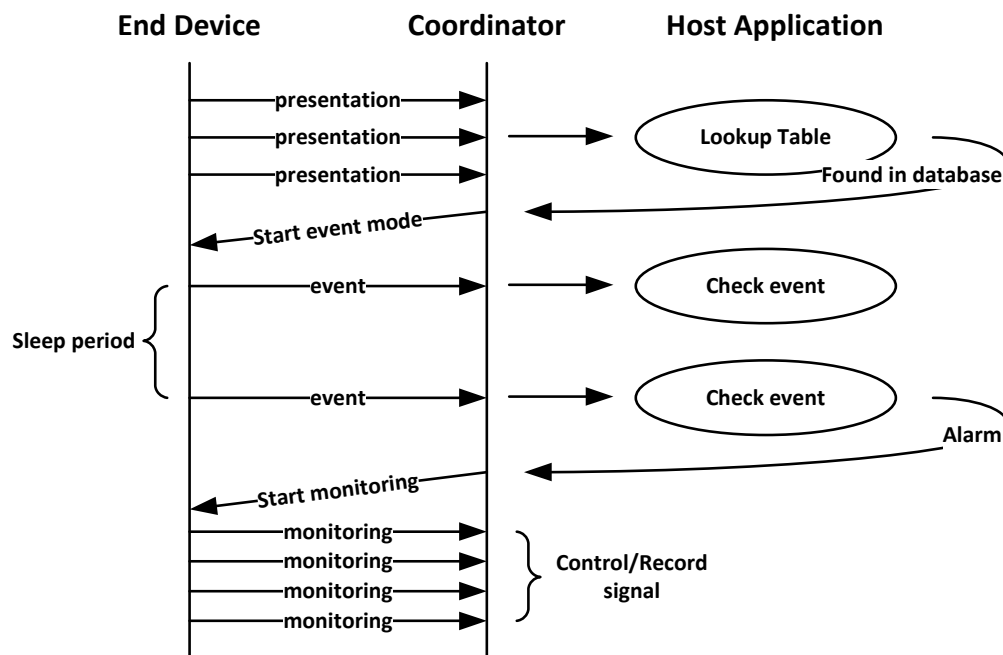 End Device
Coordinator
Host Application
presentation
presentation
Lookup Table
presentation
Found in database
Start event mode
event
Check event
Sleep period
event
Check event
Alarm
Start monitoring
monitoring
monitoring
monitoring
monitoring
Control/Record
signal